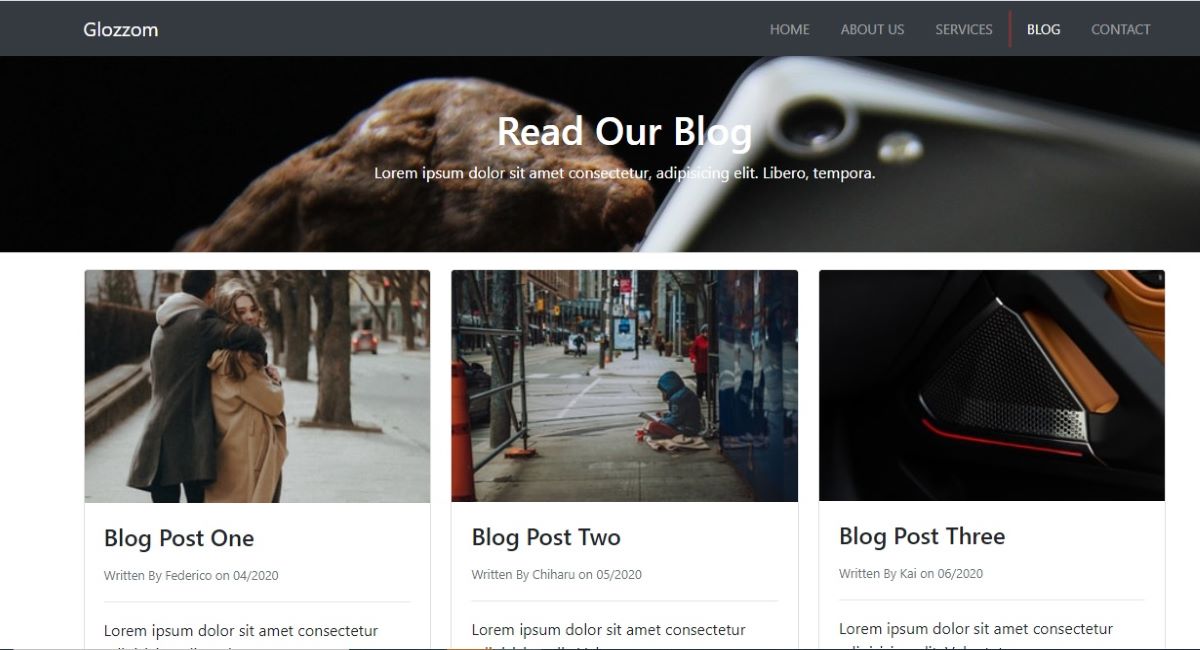 Glozzom
HOME ABOUT US SERVICES BLOG CONTACT
Read Our Blog
Lorem ipsum dolor sit amet consectetur, adipisicing elit. Libero, tempora.
Blog Post One
Written By Federico on 04/2020
Lorem ipsum dolor sit amet consectetur
Blog Post Two
Written By Chiharu on 05/2020
Lorem ipsum dolor sit amet consectetur
Blog Post Three
Written By Kai on 06/2020
Lorem ipsum dolor sit amet consectetur